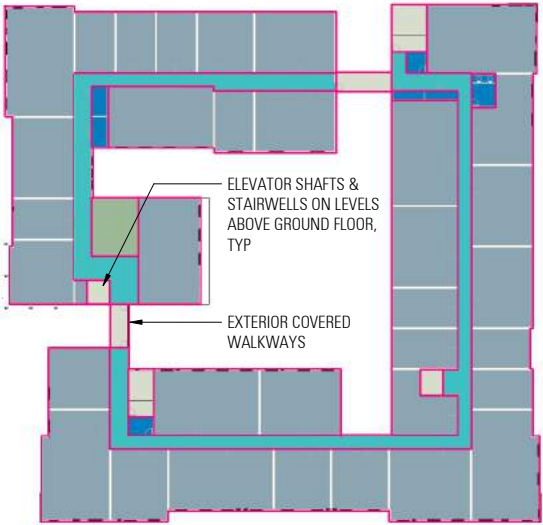 ELEVATOR SHAFTS &
STAIRWELLS ON LEVELS
ABOVE GROUND FLOOR,
TYP
EXTERIOR COVERED
WALKWAYS